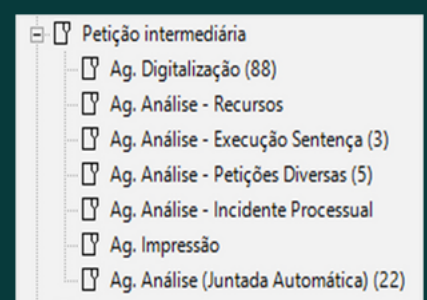 Petição intermediária
Ag. Digitalização (88)
Ag. Análise - Recursos
Ag. Análise - Execução Sentença (3)
Ag. Análise - Petições Diversas (5)
Ag. Análise - Incidente Processual
Ag. Impressão
Ag. Análise (Juntada Automática) (22)